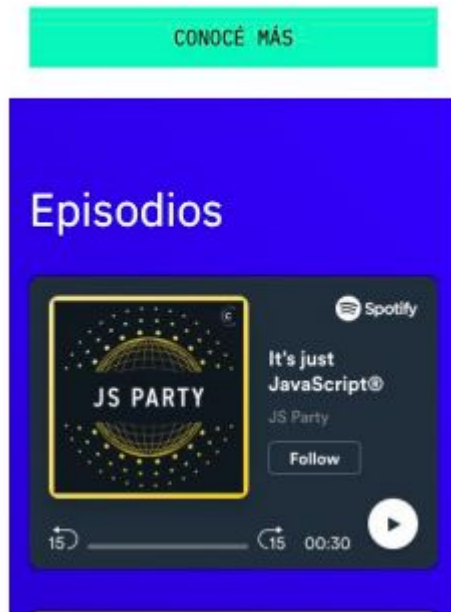 CONOCÉ MÁS
Episodios
Spotify
JS PARTY
It's just
JavaScript®
JS Party
Follow
15
15
00:30